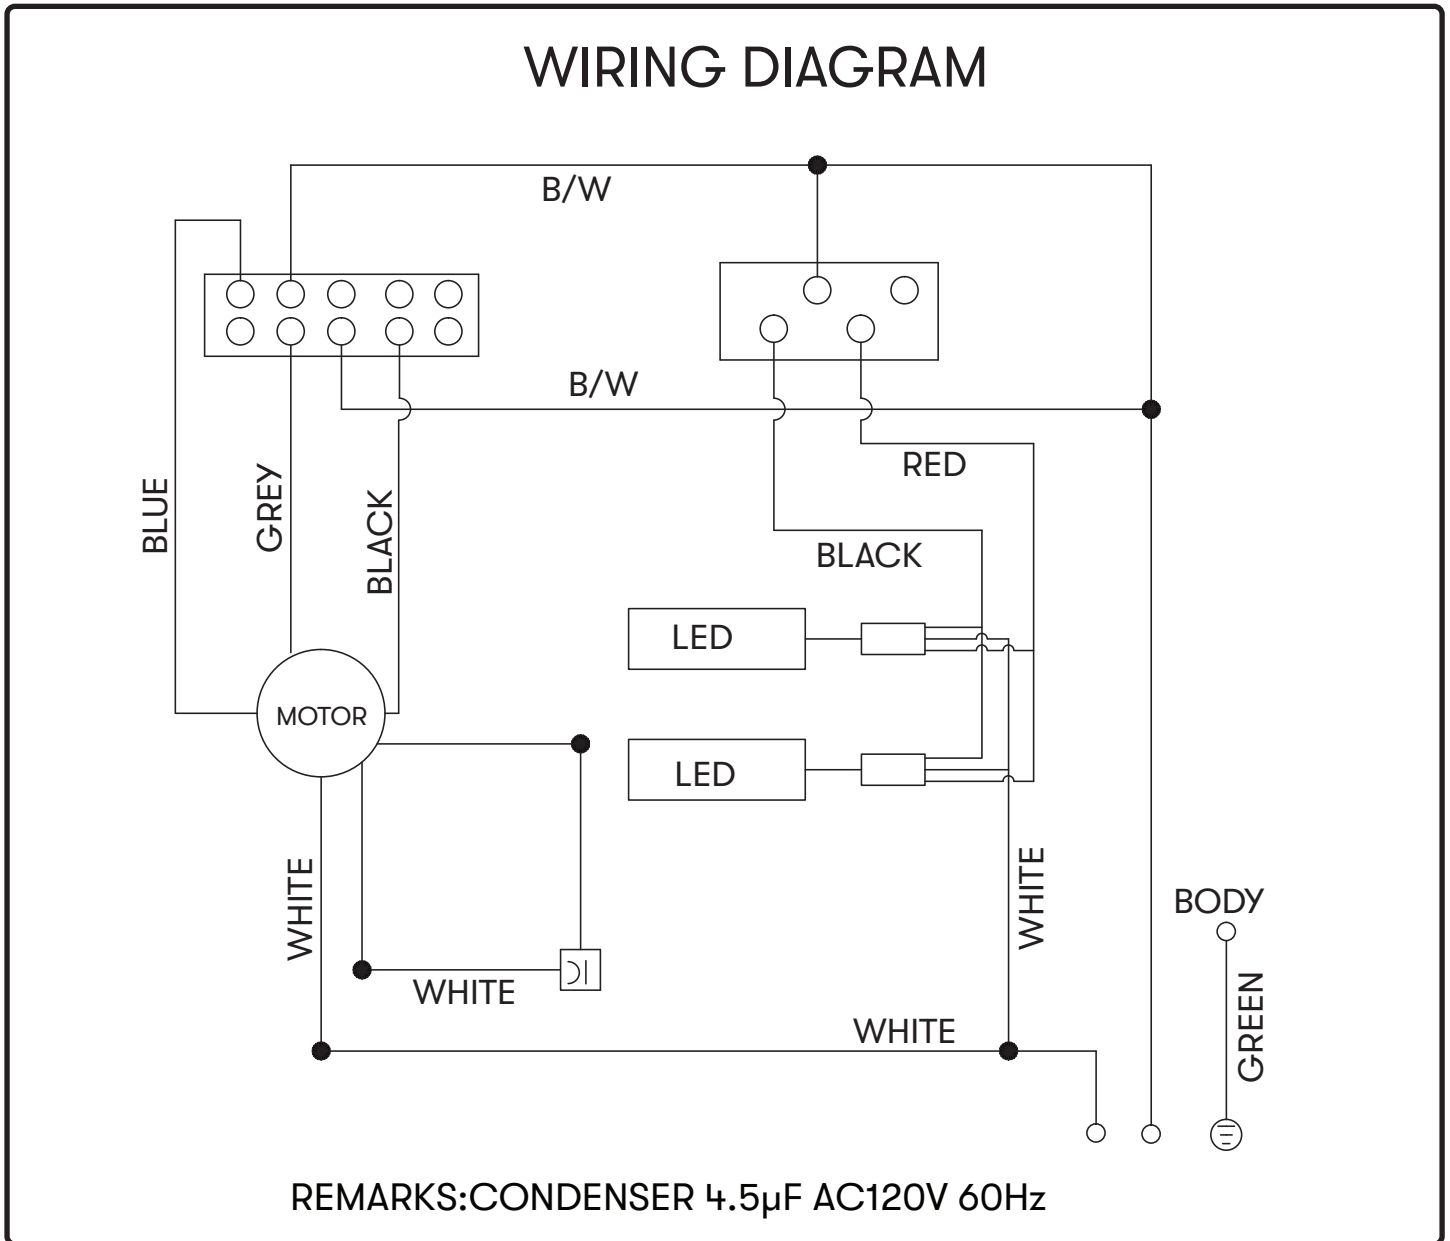 WIRING DIAGRAM
B/W
B/W
RED
BLUE
GREY
BLACK
BLACK
LED
MOTOR
LED
WHITE
WHITE
BODY
WHITE
GREEN
WHITE
REMARKS:CONDENSER 4.5µF AC120V 60Hz